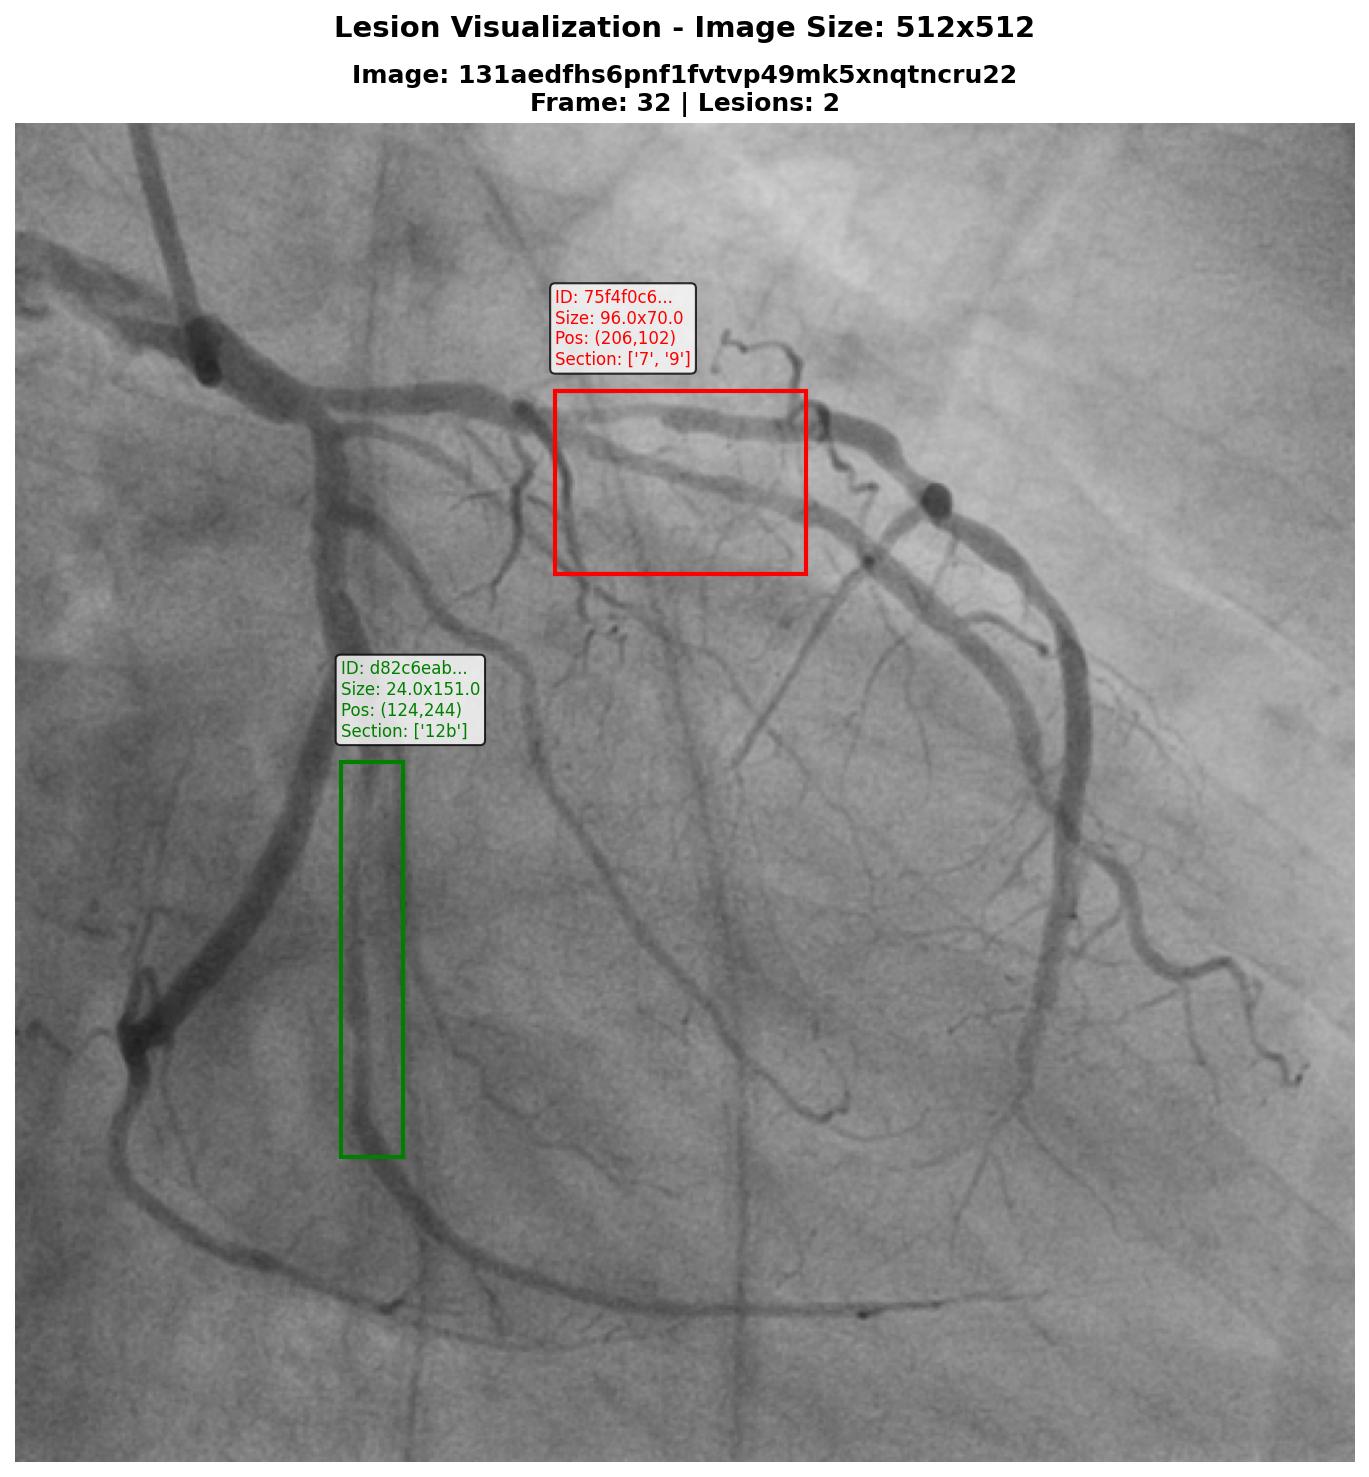 Lesion Visualization - Image Size: 512x512
Image: 131aedfhs6pnf1fvtvp49mk5xnqtncru22
Frame: 32 | Lesions: 2
ID: 75f4f0c6...
Size: 96.0x70.0
Pos: (206,102)
Section: ['7', '9']
ID: d82c6eab...
Size: 24.0x151.0
Pos: (124,244)
Section: ['12b']